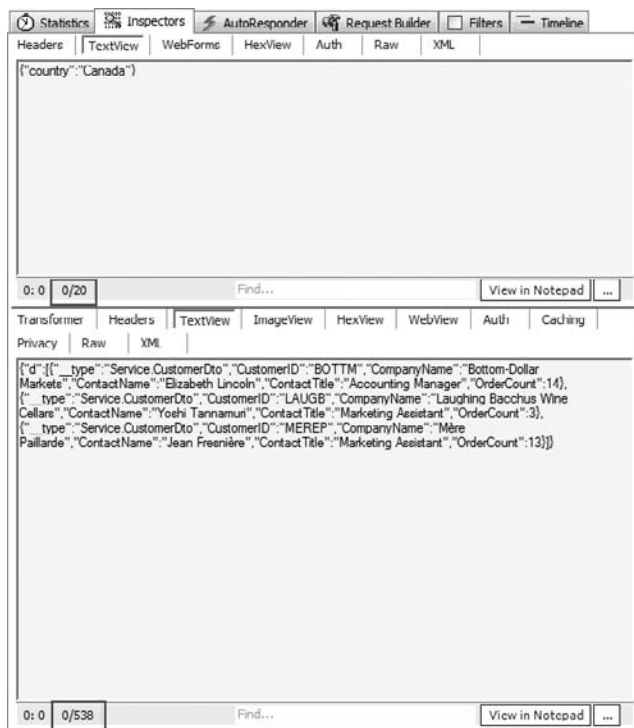 Statistics Inspectors AutoResponder Request Builder Filters Timeline
Headers TextView WebForms HexView Auth Raw XML
{"country":"Canada"}
0: 0 0/20 Find... View in Notepad ...
Transformer Headers TextView ImageView HexView WebView Auth Caching
Privacy Raw XML
{"d":[{"__type":"Service.CustomerDto","CustomerID":"BOTTM","CompanyName":"Bottom-Dollar
Markets","ContactName":"Elizabeth Lincoln","ContactTitle":"Accounting Manager","OrderCount":14},
{"__type":"Service.CustomerDto","CustomerID":"LAUGB","CompanyName":"Laughing Bacchus Wine
Cellars","ContactName":"Yoshi Tannamuri","ContactTitle":"Marketing Assistant","OrderCount":3},
{"__type":"Service.CustomerDto","CustomerID":"MEREP","CompanyName":"Mère
Paillarde","ContactName":"Jean Fresnière","ContactTitle":"Marketing Assistant","OrderCount":13}]}
0: 0 0/538 Find... View in Notepad ...